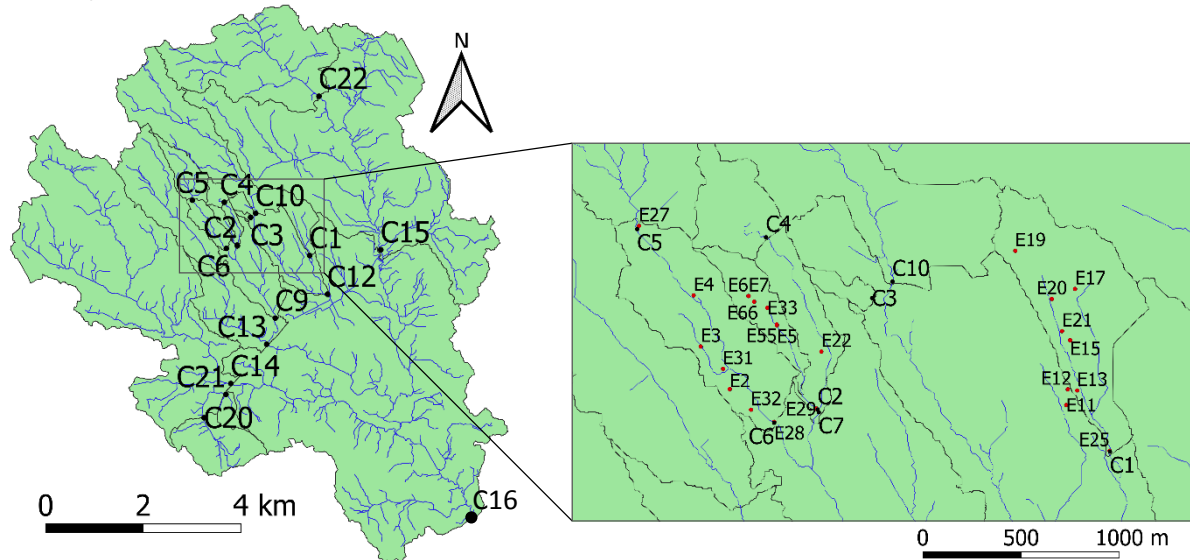 N
C22
C5
C4
C10
C2
C3
C1
C15
C6
C12
C9
C13
C14
C21
C20
C16
0 2 4 km
E27
C5
C4
E19
C10
E4
E6E7
C3
E17
E20
E66
E33
E21
E3
E55E5
E22
E15
E31
E2
E12
E13
E32
E29
C2
E11
C6
E28
C7
E25
C1
0 500 1000 m